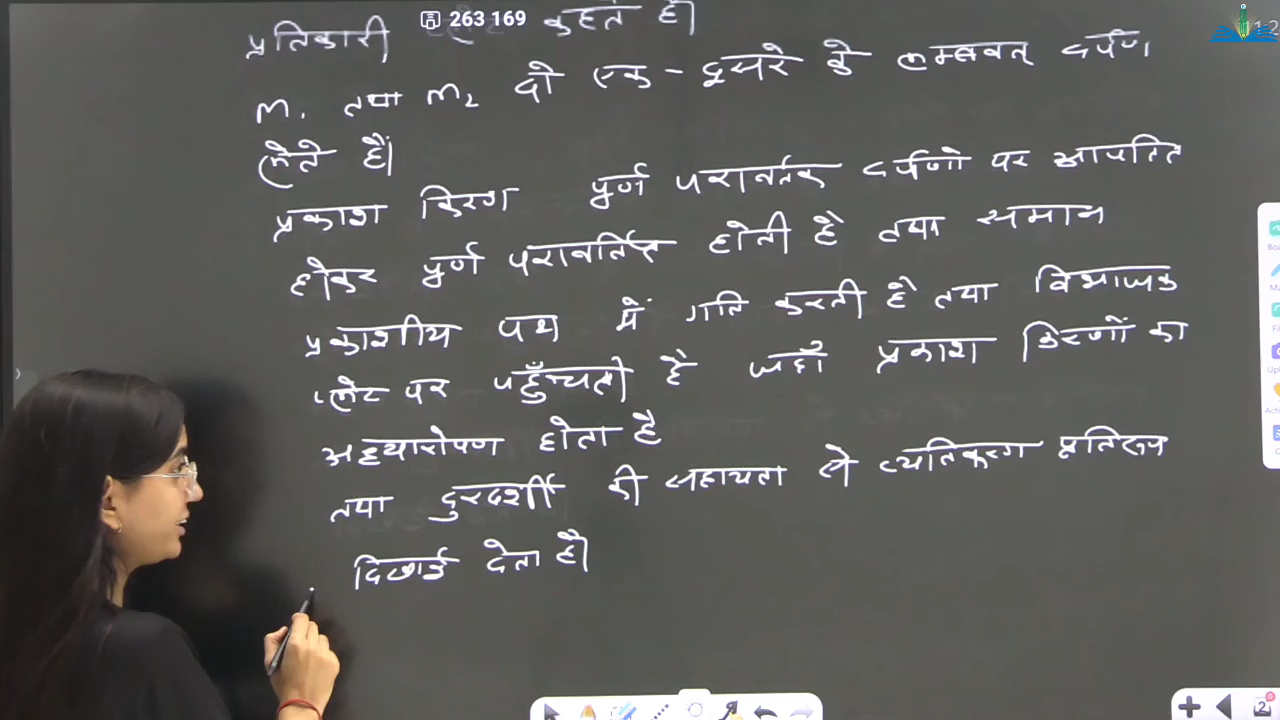 263 169
प्रतिकारी प्लेट कहते है।
M₁ तथा M₂ दो एक-दुसरे के लम्बवत् दर्पण
लेते हैं।
प्रकाश किरण पूर्ण परावर्तक दर्पणो पर आपतित
होकर पूर्ण परावर्तित होती है तथा समान
प्रकाशीय पथ में गति करती है तथा विभाजक
प्लेट पर पहुँचती है जहाँ प्रकाश किरणों का
अध्यारोपण होता है
तथा दुरदर्शी की सहायता से व्यतिकरण प्रतिरूप
दिखाई देता है।
2